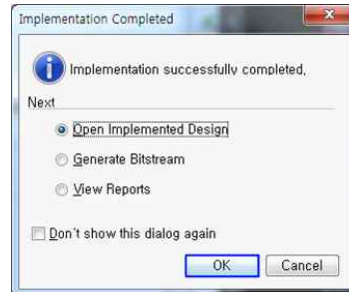 Implementation Completed
Implementation successfully completed.
Next
Open Implemented Design
Generate Bitstream
View Reports
Don't show this dialog again
OK
Cancel